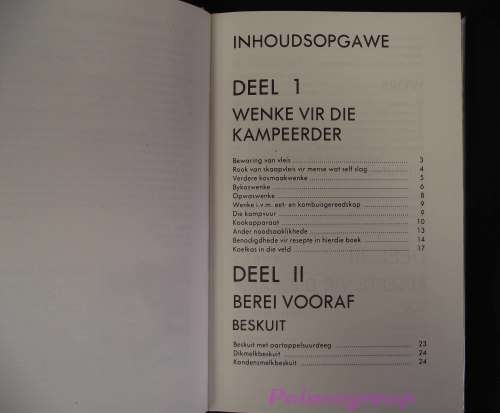 INHOUDSOPGAWE
DEEL 1
WENKE VIR DIE
KAMPEERDER
Bewaring van vleis 3
Rook van skaapvleis vir mense wat self slag 4
Verdere kosmaakwenke 5
Bykoswenke 6
Opwaswenke 8
Wenke i.v.m. eet- en kombuisgereedskap 9
Die kampvuur 9
Kookapparaat 10
Ander noodsaaklikhede 13
Benodigdhede vir resepte in hierdie boek 14
Koelkas in die veld 17
DEEL II
BEREI VOORAF
BESKUIT
Beskuit met aartappelsuurdeeg 23
Dikmelkbeskuit 24
Kondensmelkbeskuit 24